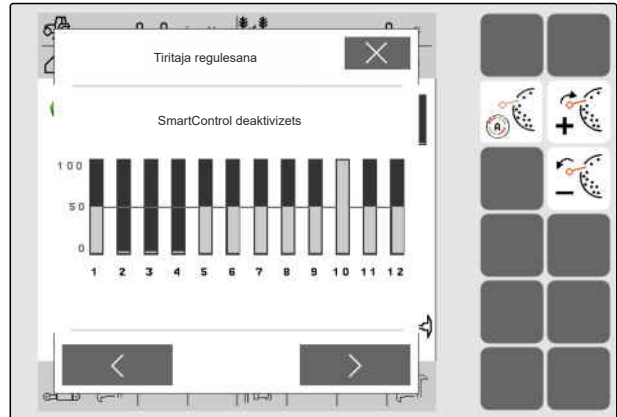 Tiritaja regulesana
SmartControl deaktivizets
100
50
0
1 2 3 4 5 6 7 8 9 10 11 12
A
+
−